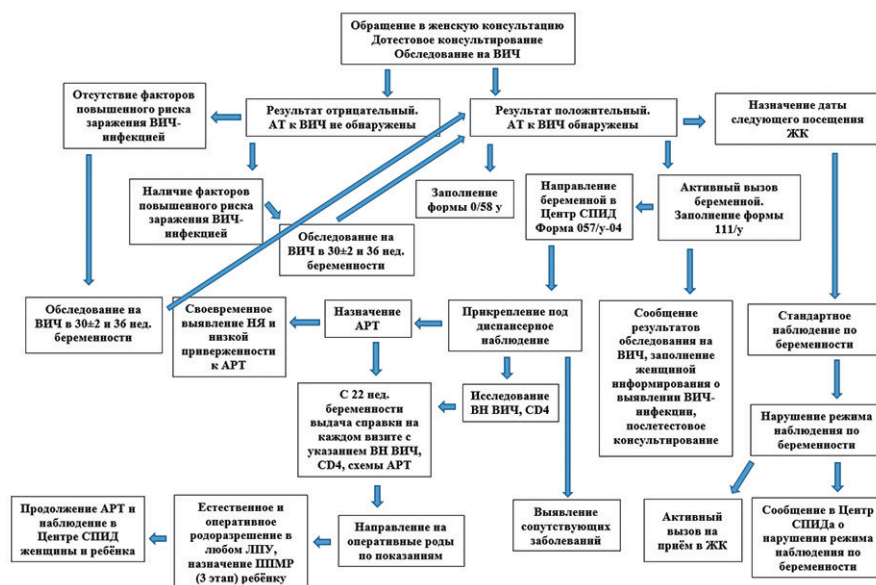 Обращение в женскую консультацию
Дотестовое консультирование
Обследование на ВИЧ
Отсутствие факторов
повышенного риска
заражения ВИЧ-
инфекцией
Результат отрицательный.
АТ к ВИЧ не обнаружены
Результат положительный.
АТ к ВИЧ обнаружены
Назначение даты
следующего посещения
ЖК
Наличие факторов
повышенного риска
заражения ВИЧ-
инфекцией
Заполнение
формы 0/58 у
Направление
беременной в
Центр СПИД
Форма 057/у-04
Активный вызов
беременной.
Заполнение формы
111/у
Обследование на
ВИЧ в 30±2 и 36 нед.
беременности
Обследование на
ВИЧ в 30±2 и 36 нед.
беременности
Своевременное
выявление НЯ и
низкой
приверженности
к АРТ
Назначение
АРТ
Прикрепление под
диспансерное
наблюдение
Сообщение
результатов
обследования на
ВИЧ, заполнение
женщиной
информирования о
выявлении ВИЧ-
инфекции,
послетестовое
консультирование
Стандартное
наблюдение по
беременности
С 22 нед.
беременности
выдача справки на
каждом визите с
указанием ВН ВИЧ,
CD4, схемы АРТ
Исследование
ВН ВИЧ, CD4
Нарушение режима
наблюдения по
беременности
Продолжение АРТ и
наблюдение в
Центре СПИД
женщины и ребёнка
Естественное и
оперативное
родоразрешение в
любом ЛПУ,
назначение ППМР
(3 этап) ребёнку
Направление на
оперативные роды
по показаниям
Выявление
сопутствующих
заболеваний
Активный
вызов на
приём в ЖК
Сообщение в Центр
СПИДа о
нарушении режима
наблюдения по
беременности